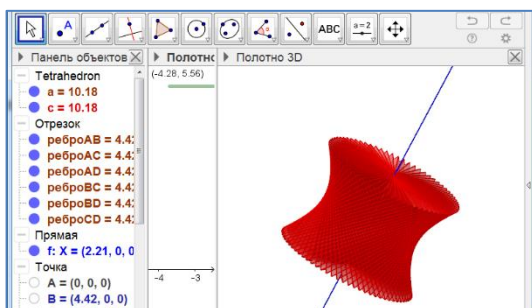 ABC
a=2
Панель объектов
Полотно
Полотно 3D
Tetrahedron
a = 10.18
c = 10.18
Отрезок
реброAB = 4.42
реброAC = 4.42
реброAD = 4.42
реброBC = 4.42
реброBD = 4.42
реброCD = 4.42
Прямая
f: X = (2.21, 0, 0
Точка
A = (0, 0, 0)
B = (4.42, 0, 0)
(-4.28, 5.56)
-4
-3